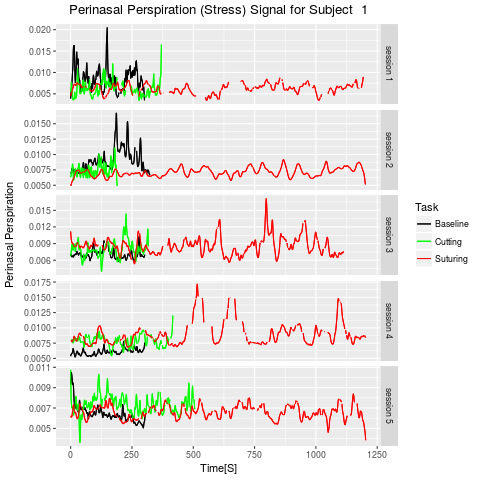 Perinasal Perspiration (Stress) Signal for Subject 1
Perinasal Perspiration
0.020
0.015
0.010
0.005
session 1
0.0150
0.0125
0.0100
0.0075
0.0050
session 2
0.015
0.012
0.009
0.006
session 3
0.0175
0.0150
0.0125
0.0100
0.0075
0.0050
session 4
0.011
0.009
0.007
0.005
session 5
0
250
500
750
1000
1250
Time[S]
Task
Baseline
Cutting
Suturing